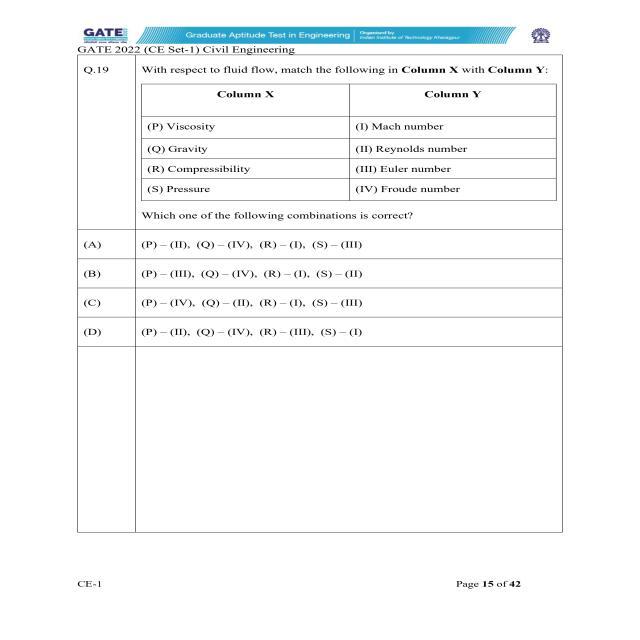 GATE
Graduate Aptitude Test in Engineering
Organised by
Indian Institute of Technology Kharagpur
GATE 2022 (CE Set-1) Civil Engineering
Q.19 With respect to fluid flow, match the following in Column X with Column Y:
Column X Column Y
(P) Viscosity (I) Mach number
(Q) Gravity (II) Reynolds number
(R) Compressibility (III) Euler number
(S) Pressure (IV) Froude number
Which one of the following combinations is correct?
(A) (P) – (II), (Q) – (IV), (R) – (I), (S) – (III)
(B) (P) – (III), (Q) – (IV), (R) – (I), (S) – (II)
(C) (P) – (IV), (Q) – (II), (R) – (I), (S) – (III)
(D) (P) – (II), (Q) – (IV), (R) – (III), (S) – (I)
CE-1 Page 15 of 42